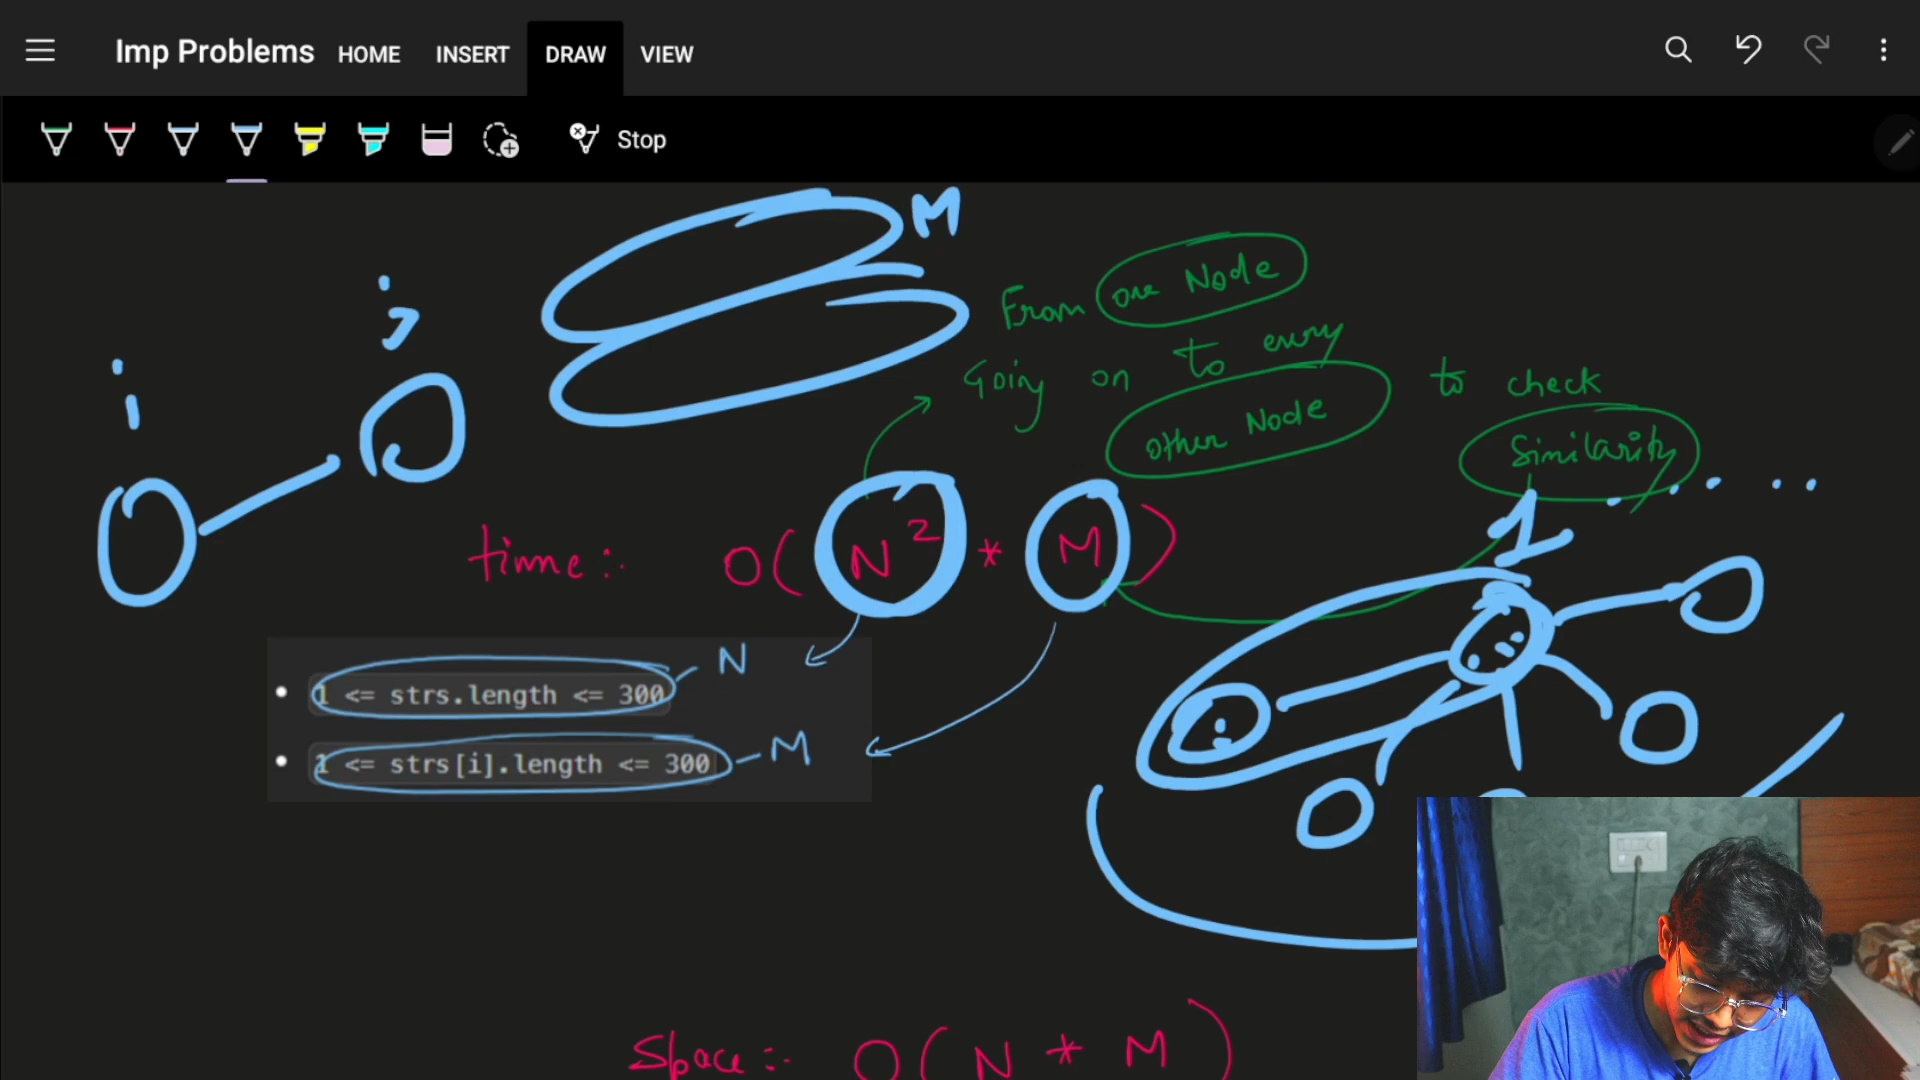 Imp Problems HOME INSERT DRAW VIEW
Stop
M
From one Node
Going on to every
other Node to check
Similarity
i
j
time :- O( N² * M )
1
1 <= strs.length <= 300 N
1 <= strs[i].length <= 300 M
Space :- O( N * M )